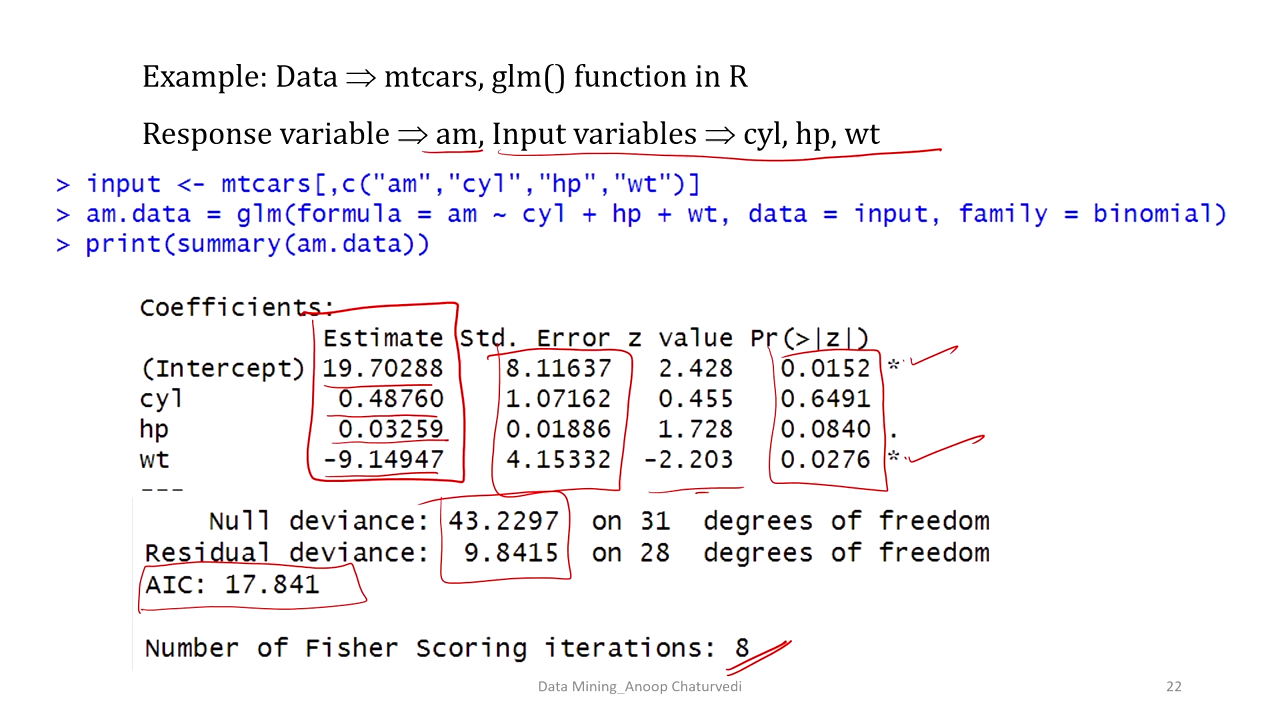 Example: Data ⟹ mtcars, glm() function in R
Response variable ⟹ am, Input variables ⟹ cyl, hp, wt
> input <- mtcars[,c("am","cyl","hp","wt")]
> am.data = glm(formula = am ~ cyl + hp + wt, data = input, family = binomial)
> print(summary(am.data))
Coefficients:
Estimate Std. Error z value Pr(>|z|)
(Intercept) 19.70288 8.11637 2.428 0.0152 *
cyl 0.48760 1.07162 0.455 0.6491
hp 0.03259 0.01886 1.728 0.0840 .
wt -9.14947 4.15332 -2.203 0.0276 *
---
Null deviance: 43.2297 on 31 degrees of freedom
Residual deviance: 9.8415 on 28 degrees of freedom
AIC: 17.841
Number of Fisher Scoring iterations: 8
Data Mining_Anoop Chaturvedi
22